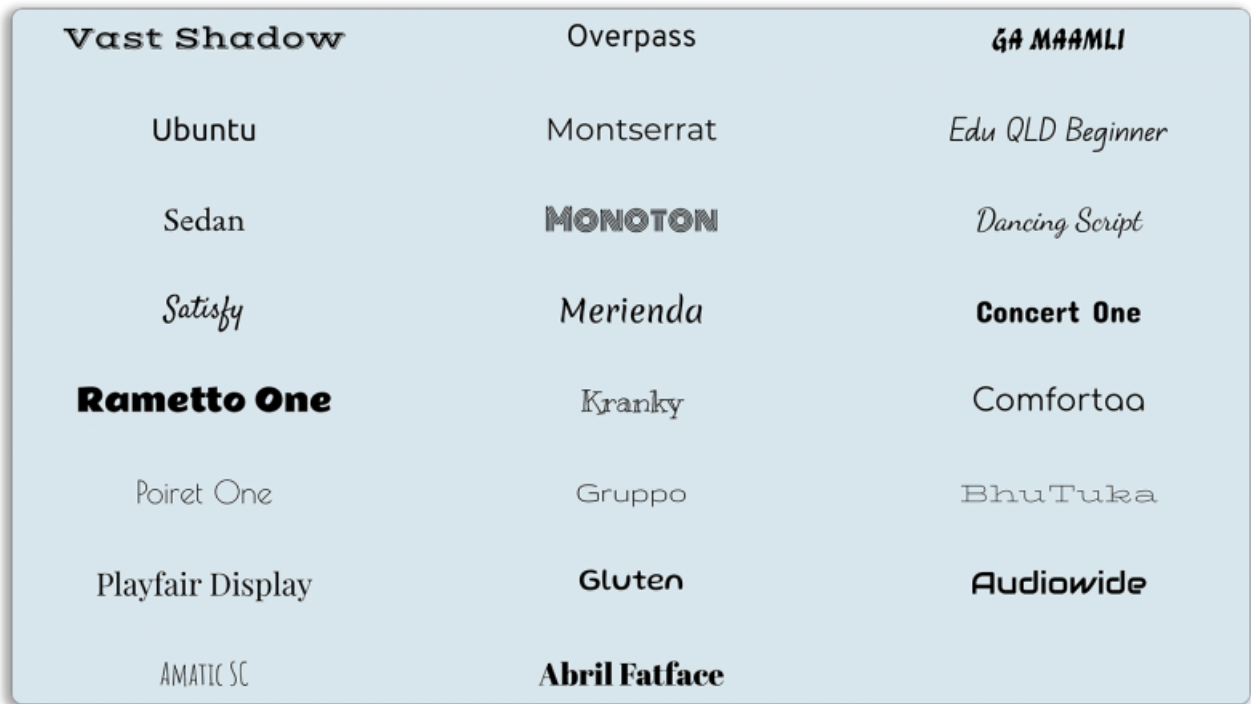 Vast Shadow Overpass GA MAAMLI
Ubuntu Montserrat Edu QLD Beginner
Sedan MONOTON Dancing Script
Satisfy Merienda Concert One
Rametto One Kranky Comfortaa
Poiret One Gruppo BhuTuka
Playfair Display Gluten Audiowide
AMATIC SC Abril Fatface